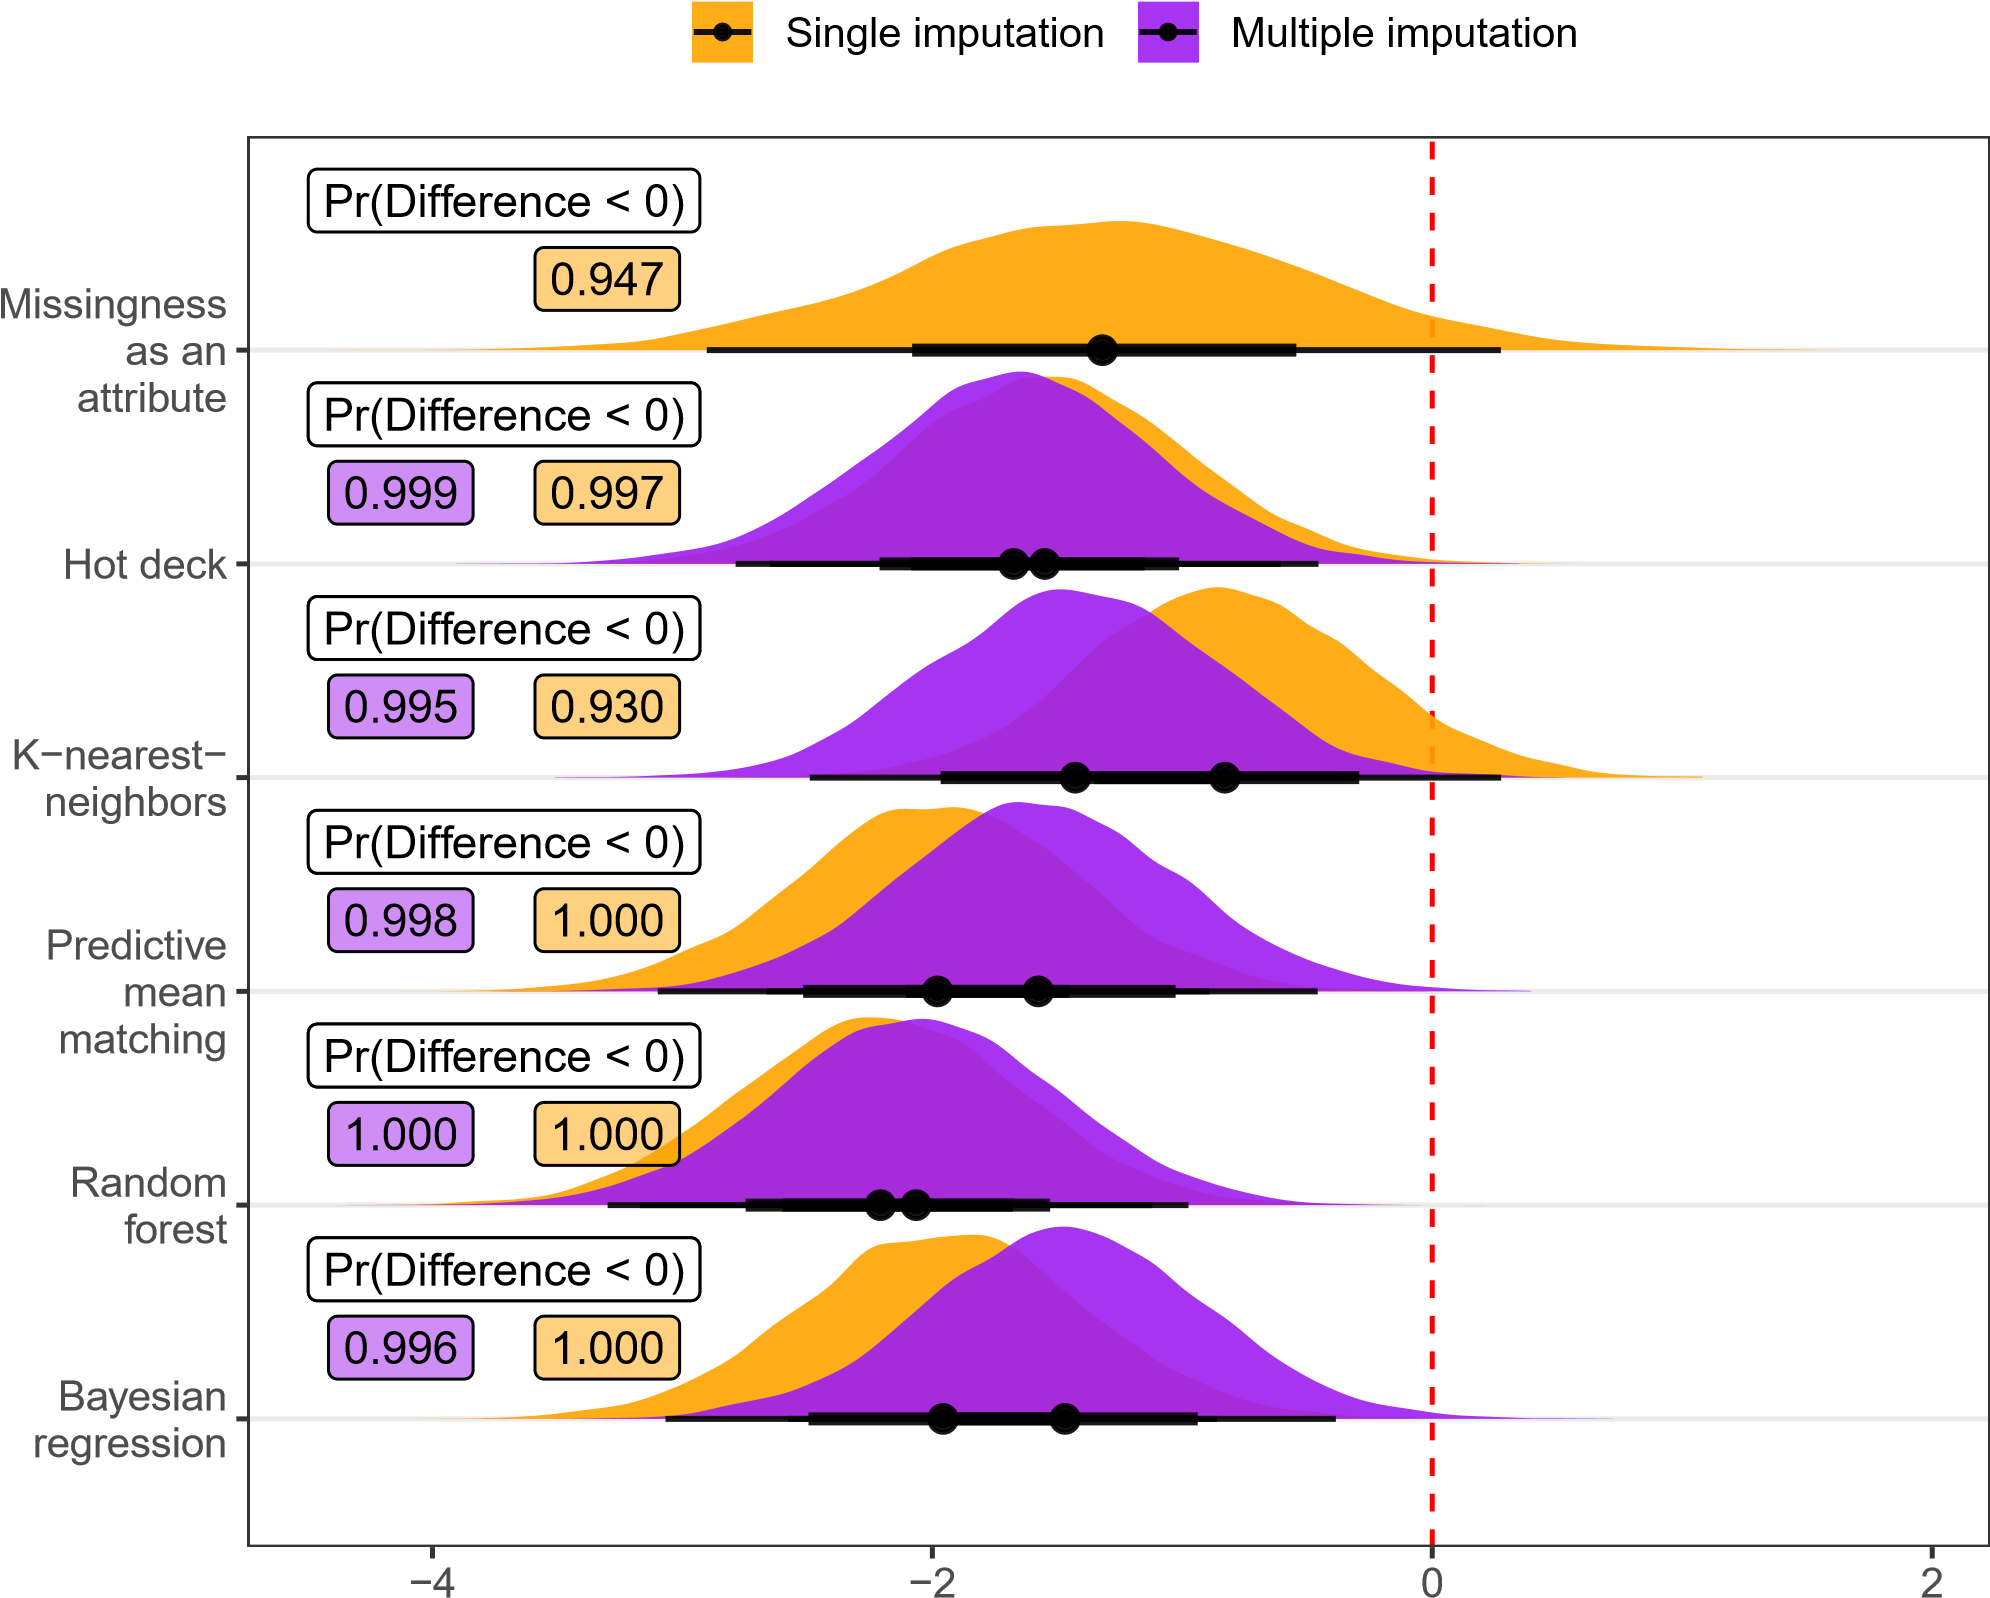 Single imputation
Multiple imputation
Pr(Difference < 0)
0.947
Missingness
as an
attribute
Pr(Difference < 0)
0.999 0.997
Hot deck
Pr(Difference < 0)
0.995 0.930
K−nearest−
neighbors
Pr(Difference < 0)
0.998 1.000
Predictive
mean
matching
Pr(Difference < 0)
1.000 1.000
Random
forest
Pr(Difference < 0)
0.996 1.000
Bayesian
regression
−4 −2 0 2